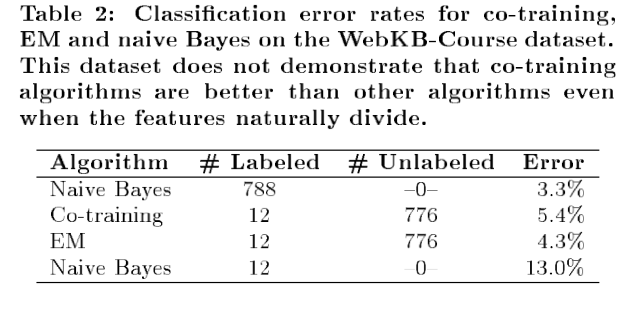 Table 2: Classification error rates for co-training,
EM and naive Bayes on the WebKB-Course dataset.
This dataset does not demonstrate that co-training
algorithms are better than other algorithms even
when the features naturally divide.
Algorithm # Labeled # Unlabeled Error
Naive Bayes 788 –0– 3.3%
Co-training 12 776 5.4%
EM 12 776 4.3%
Naive Bayes 12 –0– 13.0%